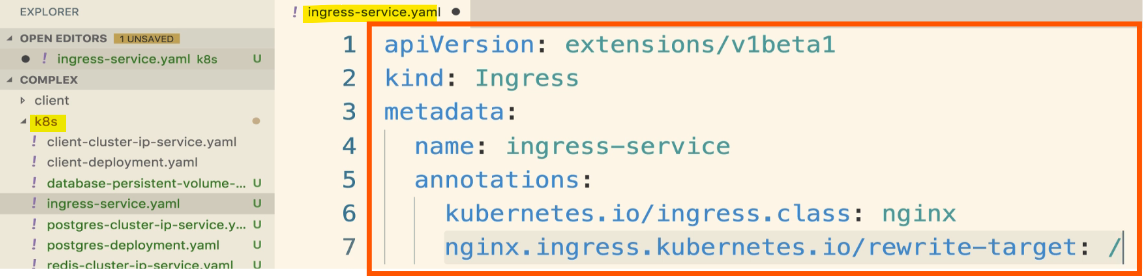 EXPLORER
OPEN EDITORS 1 UNSAVED
! ingress-service.yaml k8s U
COMPLEX
client
k8s
! client-cluster-ip-service.yaml
! client-deployment.yaml
! database-persistent-volume-... U
! ingress-service.yaml U
! postgres-cluster-ip-service.y... U
! postgres-deployment.yaml U
! redis-cluster-ip-service.yaml U
! ingress-service.yaml
1 apiVersion: extensions/v1beta1
2 kind: Ingress
3 metadata:
4 name: ingress-service
5 annotations:
6 kubernetes.io/ingress.class: nginx
7 nginx.ingress.kubernetes.io/rewrite-target: /